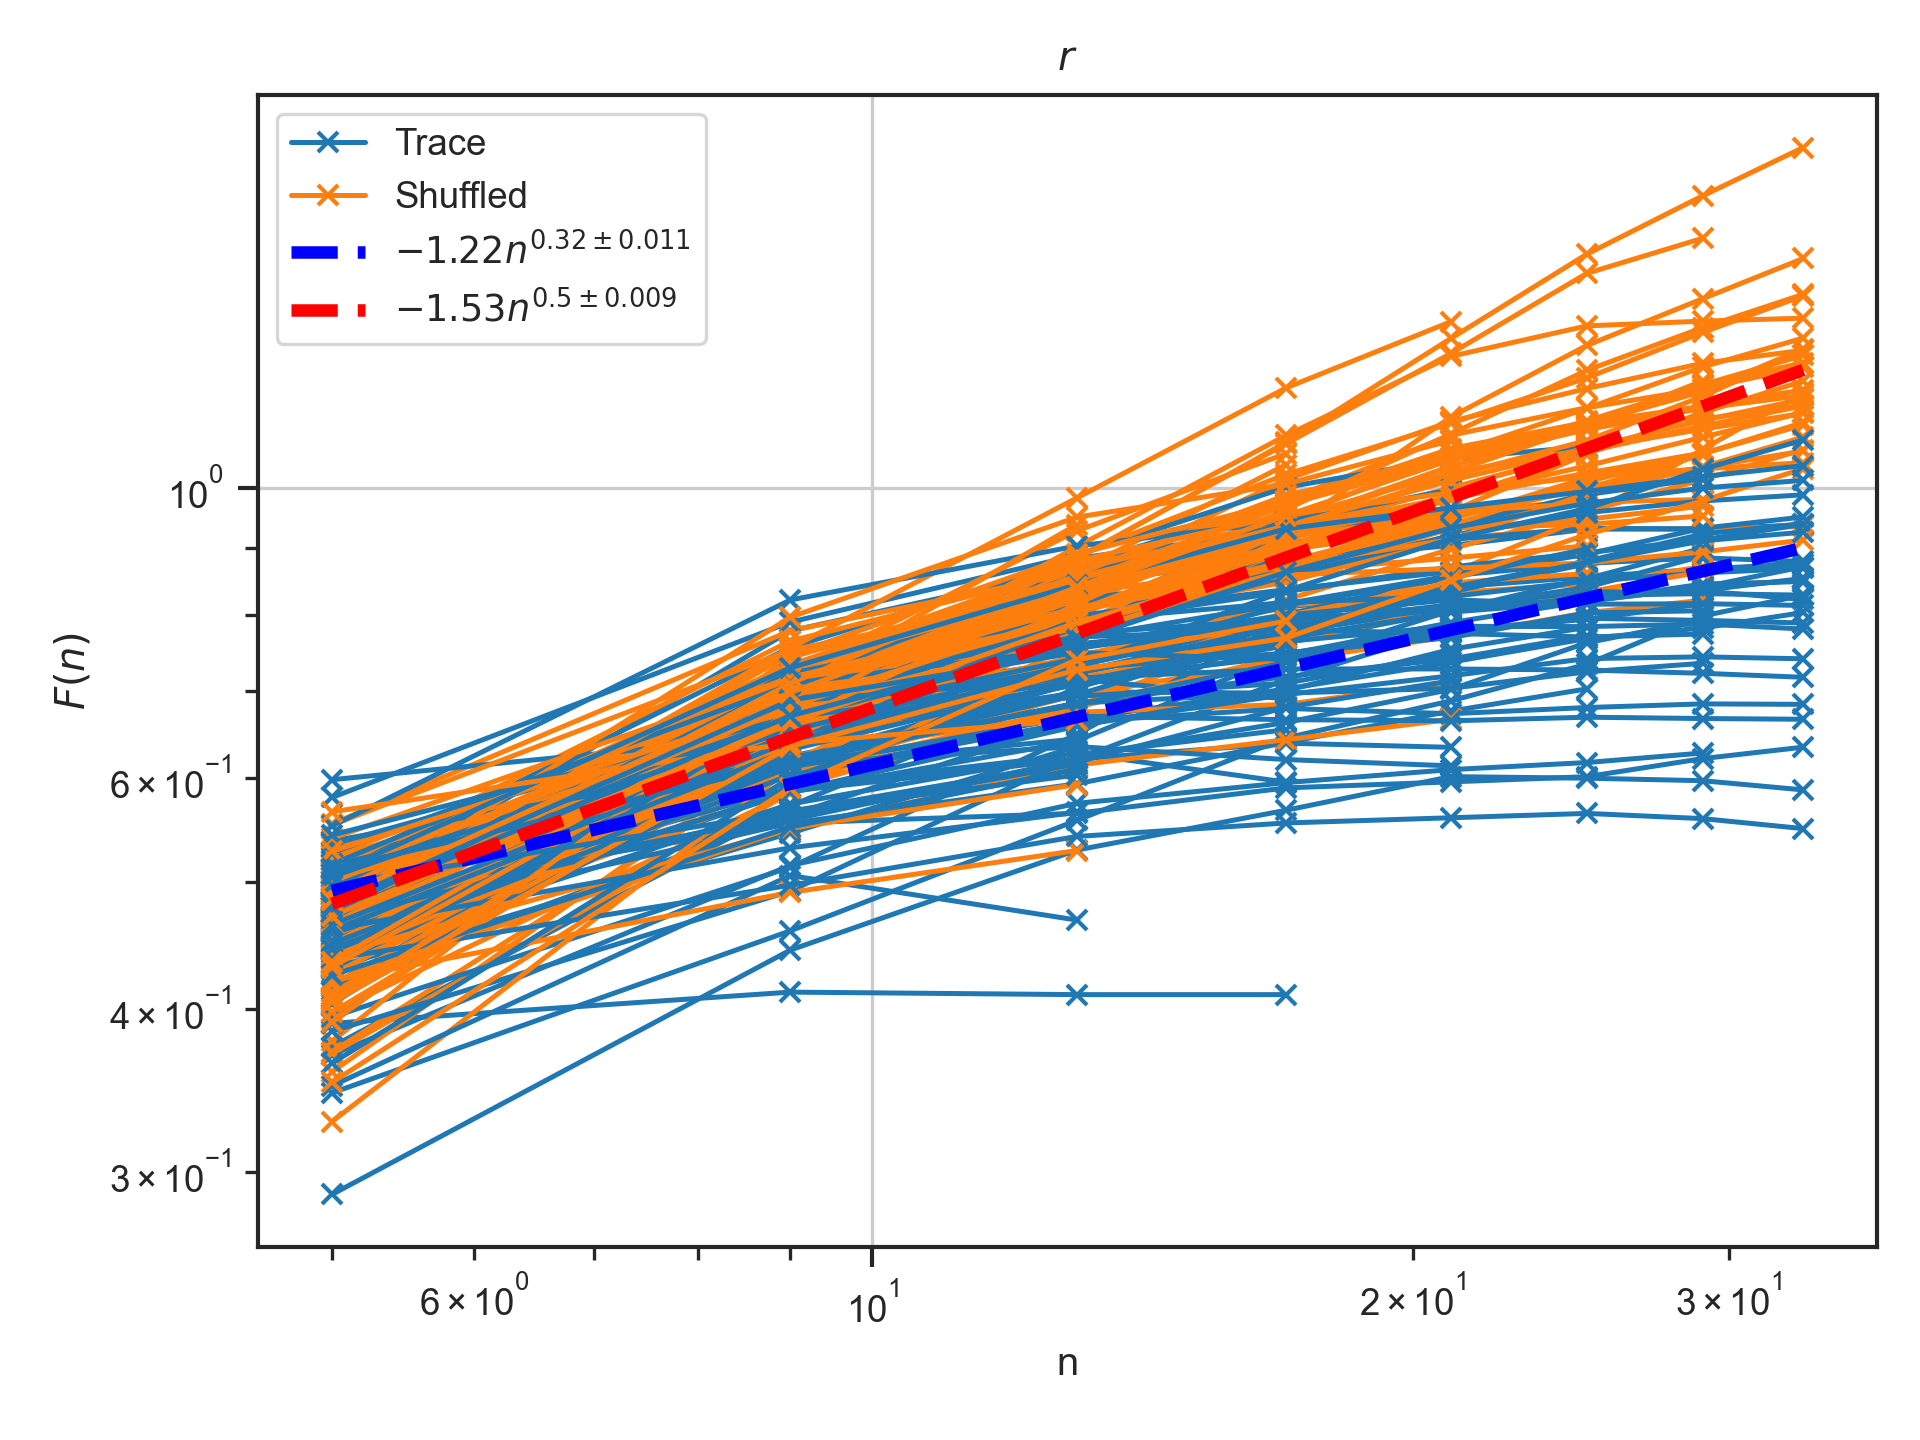 r
Trace
Shuffled
−1.22n^{0.32±0.011}
−1.53n^{0.5±0.009}
F(n)
10^0
6×10^{−1}
4×10^{−1}
3×10^{−1}
6×10^0
10^1
2×10^1
3×10^1
n